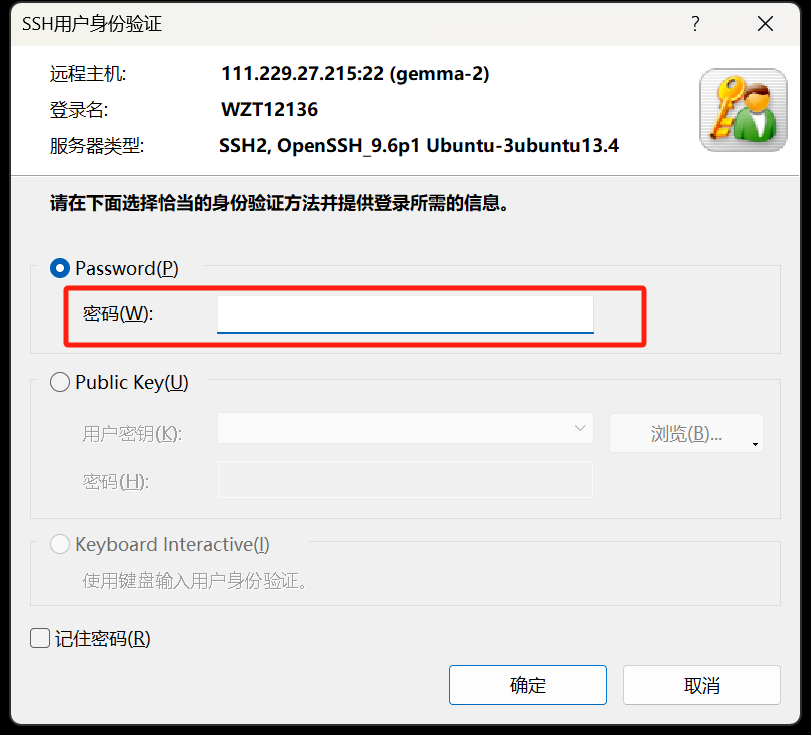 SSH用户身份验证 ?
远程主机: 111.229.27.215:22 (gemma-2)
登录名: WZT12136
服务器类型: SSH2, OpenSSH_9.6p1 Ubuntu-3ubuntu13.4
请在下面选择恰当的身份验证方法并提供登录所需的信息。
Password(P)
密码(W):
Public Key(U)
用户密钥(K): 浏览(B)...
密码(H):
Keyboard Interactive(I)
使用键盘输入用户身份验证。
记住密码(R)
确定 取消